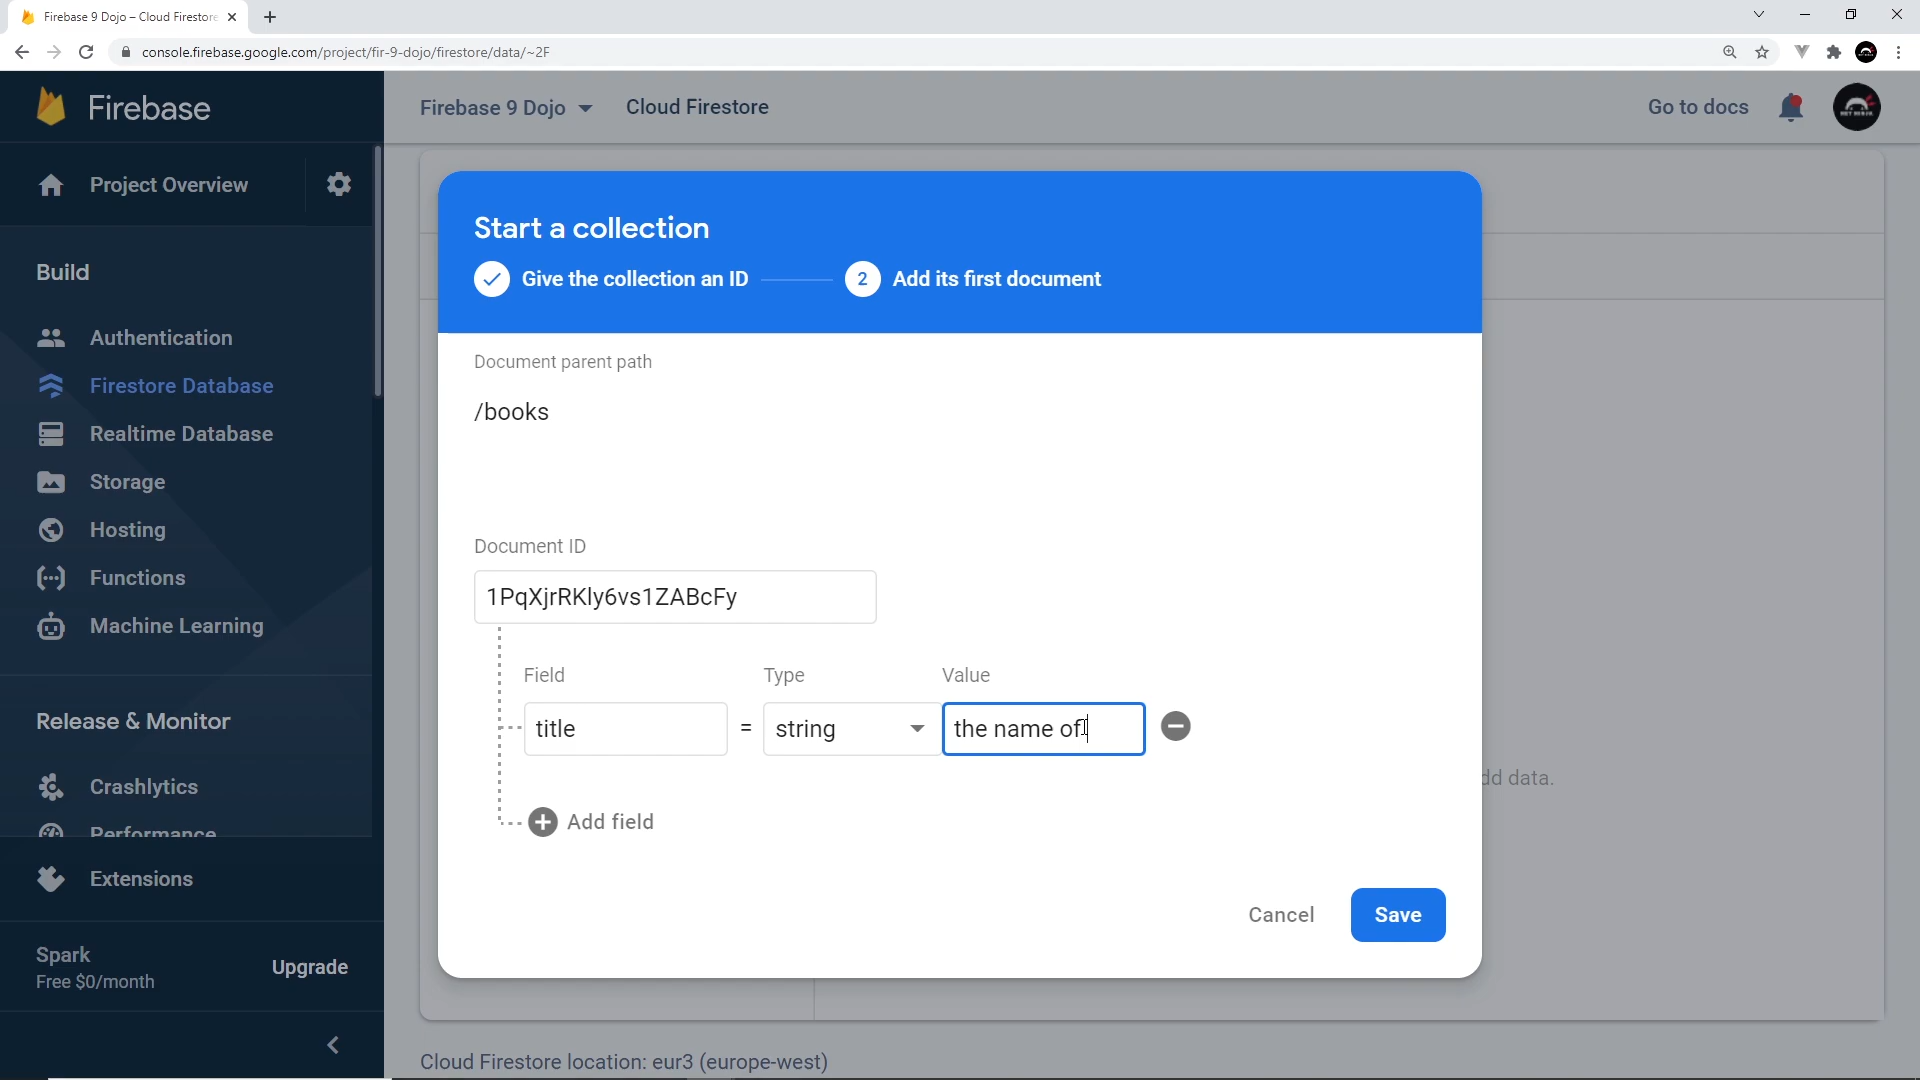 Firebase 9 Dojo – Cloud Firestore
console.firebase.google.com/project/fir-9-dojo/firestore/data/~2F
Firebase
Firebase 9 Dojo
Cloud Firestore
Go to docs
Project Overview
Build
Authentication
Firestore Database
Realtime Database
Storage
Hosting
Functions
Machine Learning
Release & Monitor
Crashlytics
Performance
Extensions
Spark
Free $0/month
Upgrade
Start a collection
Give the collection an ID
2 Add its first document
Document parent path
/books
Document ID
1PqXjrRKly6vs1ZABcFy
Field Type Value
title = string the name of
Add field
Cancel Save
dd data.
Cloud Firestore location: eur3 (europe-west)